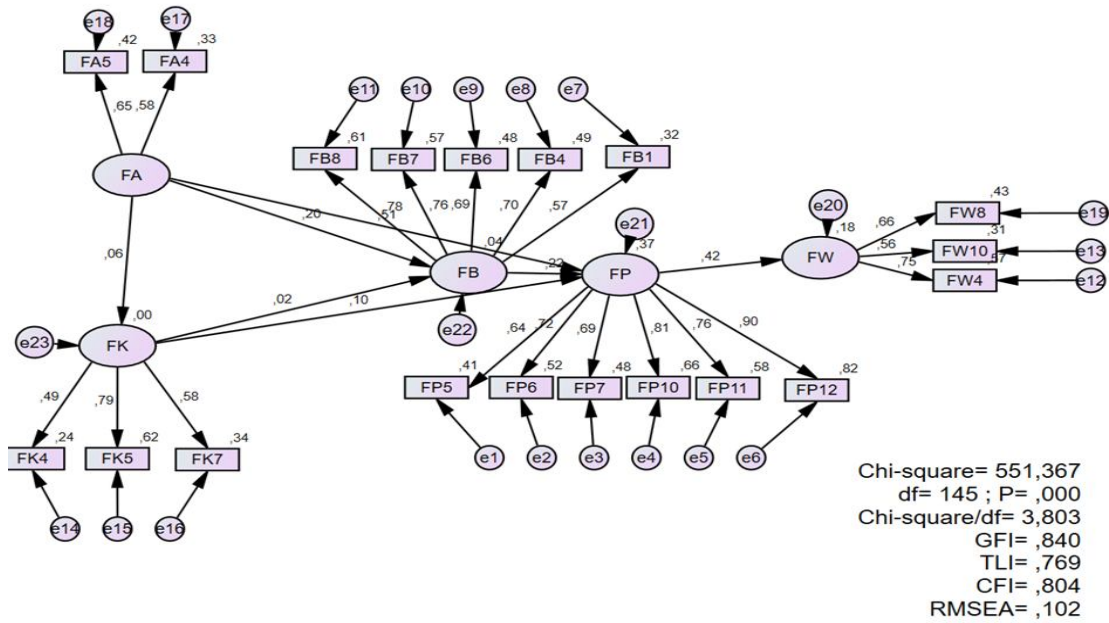 e18 e17
,42 ,33
FA5 FA4
,65 ,58
FA
e11 e10 e9 e8 e7
,61 ,57 ,48 ,49 ,32
FB8 FB7 FB6 FB4 FB1
,78 ,76 ,69 ,70 ,57
,20 ,51 ,04
,06
e21
,37
e20
,18
FB ,22 FP ,42 FW
e22
,66 ,56 ,75
,43
FW8 e19
,31
FW10 e13
,57
FW4 e12
,02 ,10
,00
e23 FK
,49 ,79 ,58
,24 ,62 ,34
FK4 FK5 FK7
e14 e15 e16
,64 ,72 ,69 ,81 ,76 ,90
,41 ,52 ,48 ,66 ,58 ,82
FP5 FP6 FP7 FP10 FP11 FP12
e1 e2 e3 e4 e5 e6
Chi-square= 551,367
df= 145 ; P= ,000
Chi-square/df= 3,803
GFI= ,840
TLI= ,769
CFI= ,804
RMSEA= ,102